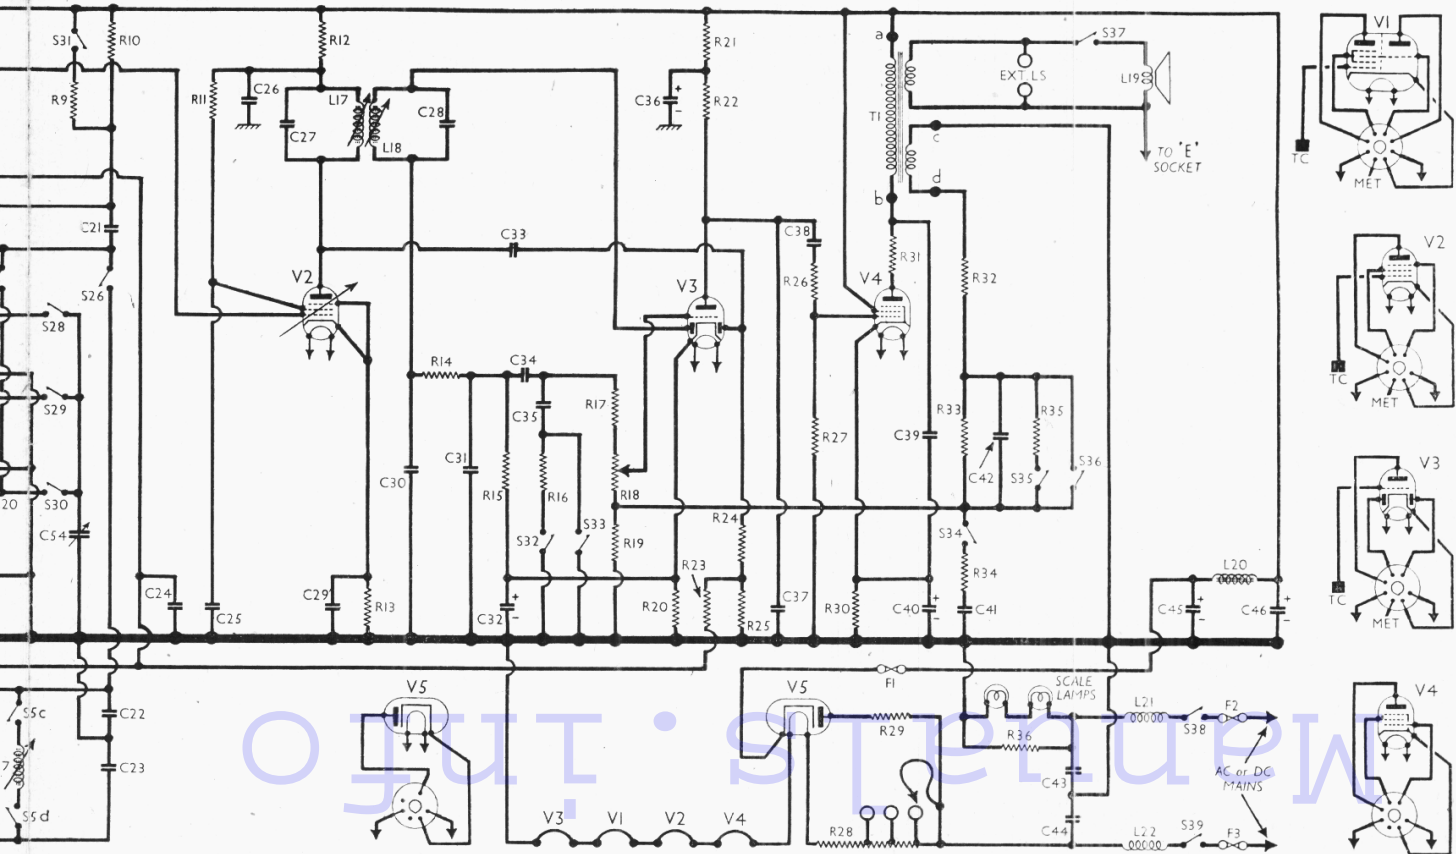 S31
R10
R12
R21
a
S37
V1
EXT. LS
L19
R9
R11
C26
L17
C28
C36
+
-
R22
T1
C27
L18
c
TO 'E'
SOCKET
TC
MET
d
b
C21
C33
C38
V2
S26
V2
V3
R26
V4
R31
R32
S28
TC
R14
C34
MET
S29
R17
C35
R33
R35
R27
C39
V3
C31
C30
R15
R16
R18
C42
S35
S36
20
S30
C54
S32
S33
R19
R24
S34
R23
R34
L20
TC
C24
C25
C29
R13
C32
+
-
R20
R25
C37
R30
C40
+
-
C41
C45
+
-
C46
+
-
MET
F1
V5
V5
SCALE
LAMPS
V4
S5c
C22
R29
L21
F2
R36
S38
7
C23
C43
AC or DC
MAINS
S5d
V3
V1
V2
V4
R28
C44
L22
S39
F3
Manuals.info